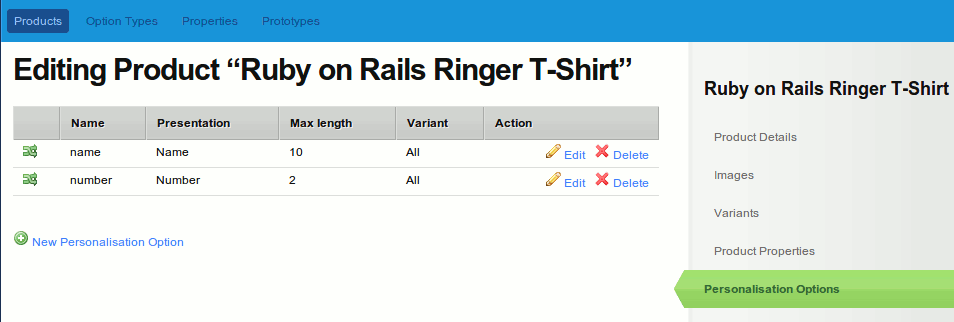 Products Option Types Properties Prototypes
Editing Product “Ruby on Rails Ringer T-Shirt”
Name Presentation Max length Variant Action
name Name 10 All Edit Delete
number Number 2 All Edit Delete
New Personalisation Option
Ruby on Rails Ringer T-Shirt
Product Details
Images
Variants
Product Properties
Personalisation Options